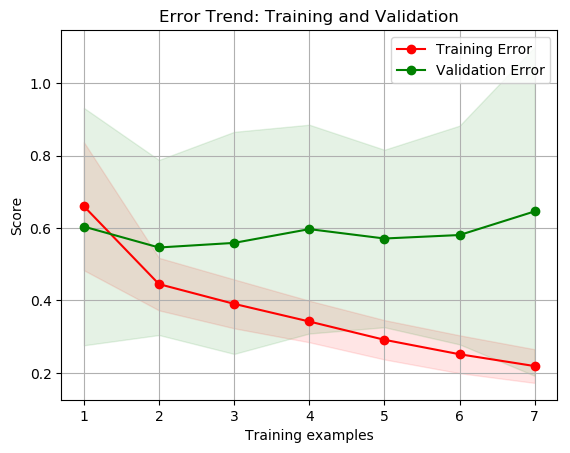 Error Trend: Training and Validation
Training Error
Validation Error
Score
1.0
0.8
0.6
0.4
0.2
1 2 3 4 5 6 7
Training examples